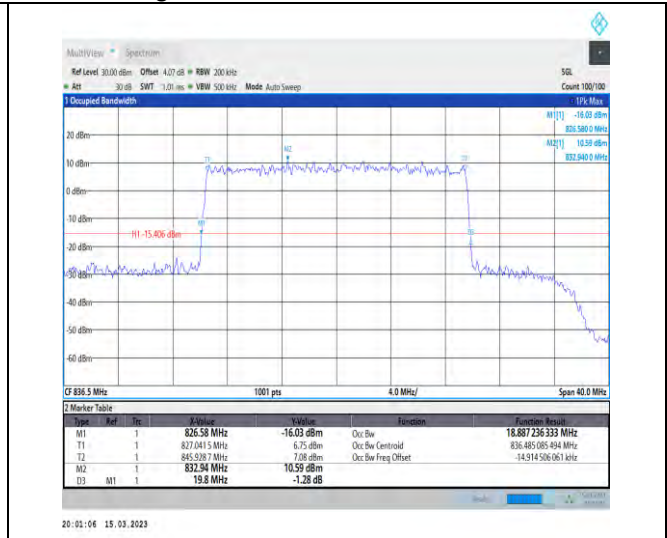 MultiView Spectrum
Ref Level 30.00 dBm Offset 4.07 dB RBW 200 kHz SGL
Att 30 dB SWT 1.01 ms VBW 500 kHz Mode Auto Sweep Count 100/100
1 Occupied Bandwidth 1Pk Max
M1[1] -16.03 dBm
826.580 0 MHz
M2[1] 10.59 dBm
832.940 0 MHz
20 dBm
M2
T1
10 dBm
0 dBm
-10 dBm
M1
H1 -15.406 dBm
-20 dBm
-30 dBm
-40 dBm
-50 dBm
-60 dBm
CF 836.5 MHz 1001 pts 4.0 MHz/ Span 40.0 MHz
2 Marker Table
Type Ref Trc X-Value Y-Value Function Function Result
M1 1 826.58 MHz -16.03 dBm Occ Bw 18.887 236 333 MHz
T1 1 827.041 5 MHz 6.75 dBm Occ Bw Centroid 836.485 085 494 MHz
T2 1 845.928 7 MHz 7.08 dBm Occ Bw Freq Offset -14.914 506 061 kHz
M2 1 832.94 MHz 10.59 dBm
D3 M1 1 19.8 MHz -1.28 dB
20:01:06 15.03.2023